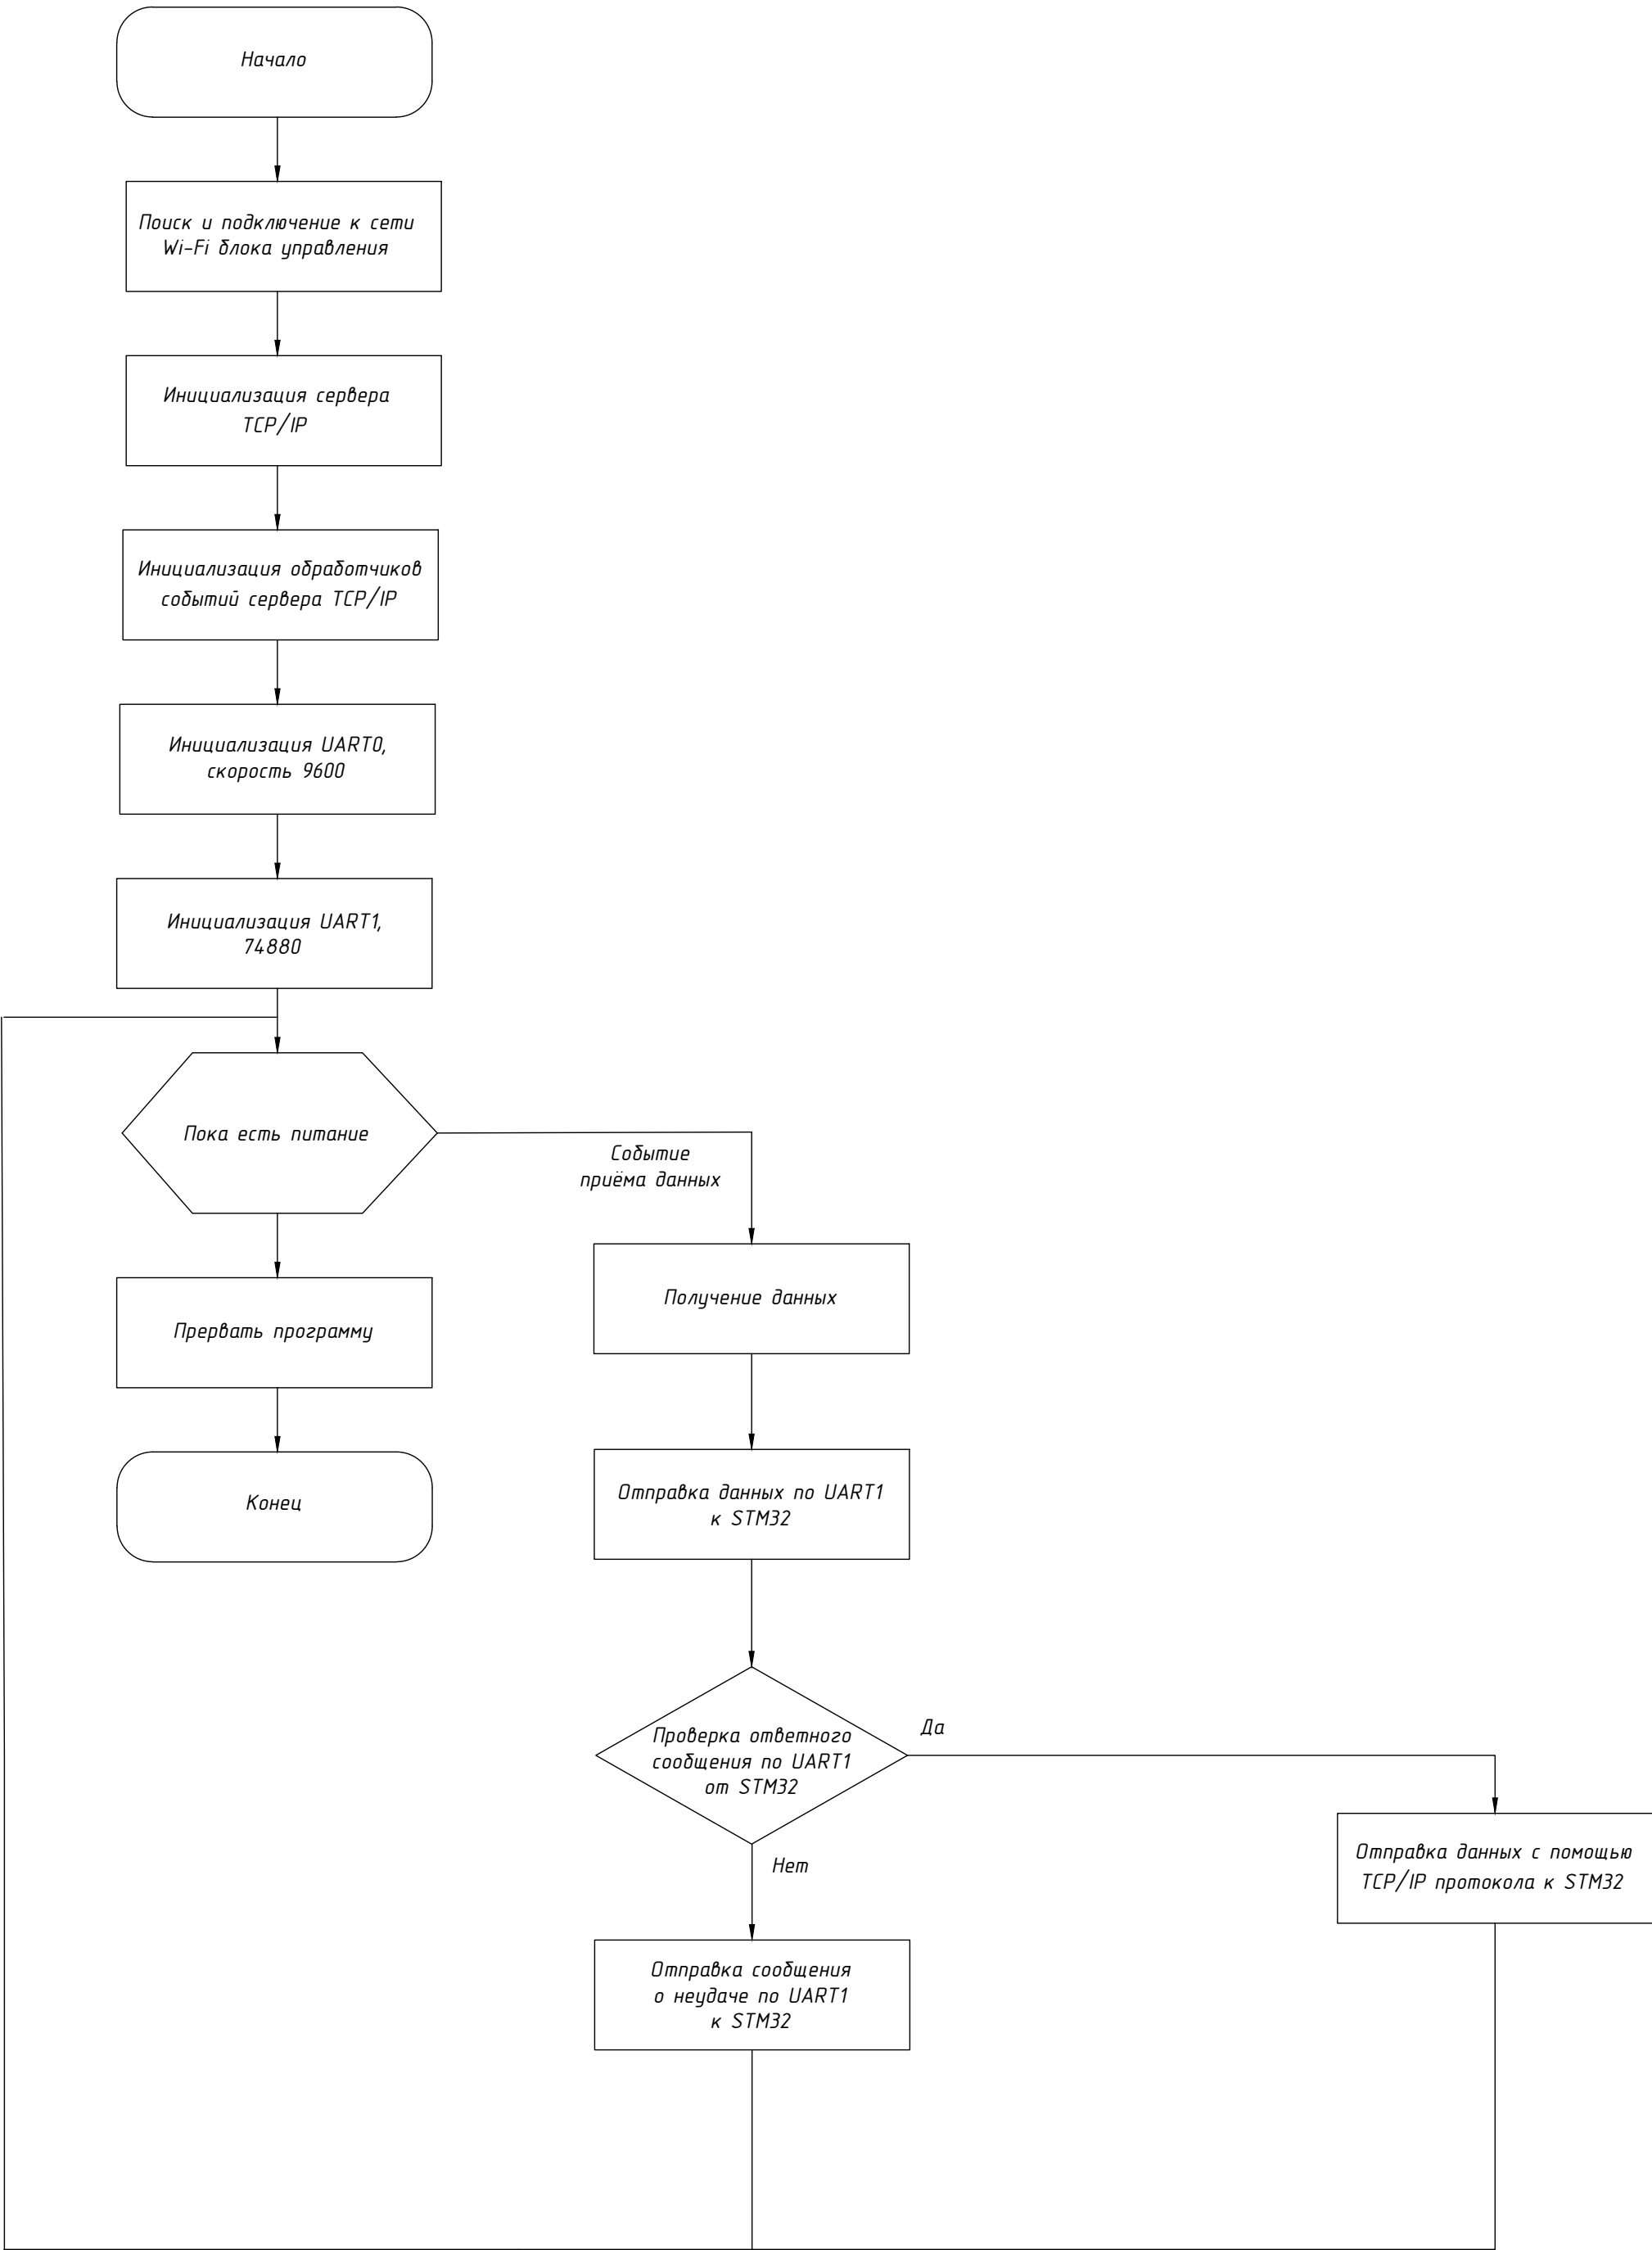 Начало
Поиск и подключение к сети
Wi-Fi блока управления
Инициализация сервера
TCP/IP
Инициализация обработчиков
событий сервера TCP/IP
Инициализация UART0,
скорость 9600
Инициализация UART1,
74880
Пока есть питание
Событие
приёма данных
Получение данных
Прервать программу
Отправка данных по UART1
к STM32
Конец
Проверка ответного
сообщения по UART1
от STM32
Да
Нет
Отправка данных с помощью
TCP/IP протокола к STM32
Отправка сообщения
о неудаче по UART1
к STM32